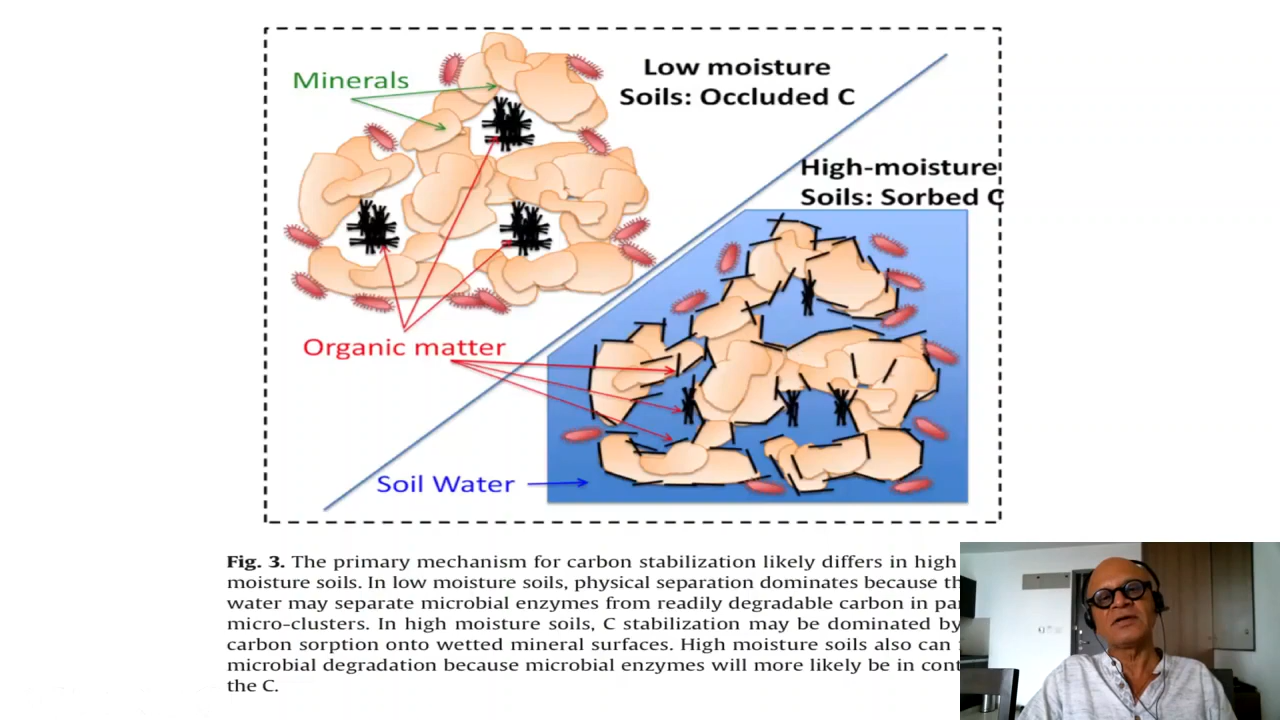 Low moisture
Soils: Occluded C
Minerals
High-moisture
Soils: Sorbed C
Organic matter
Soil Water
Fig. 3. The primary mechanism for carbon stabilization likely differs in high
moisture soils. In low moisture soils, physical separation dominates because
water may separate microbial enzymes from readily degradable carbon in
micro-clusters. In high moisture soils, C stabilization may be dominated by
carbon sorption onto wetted mineral surfaces. High moisture soils also can
microbial degradation because microbial enzymes will more likely be in
the C.